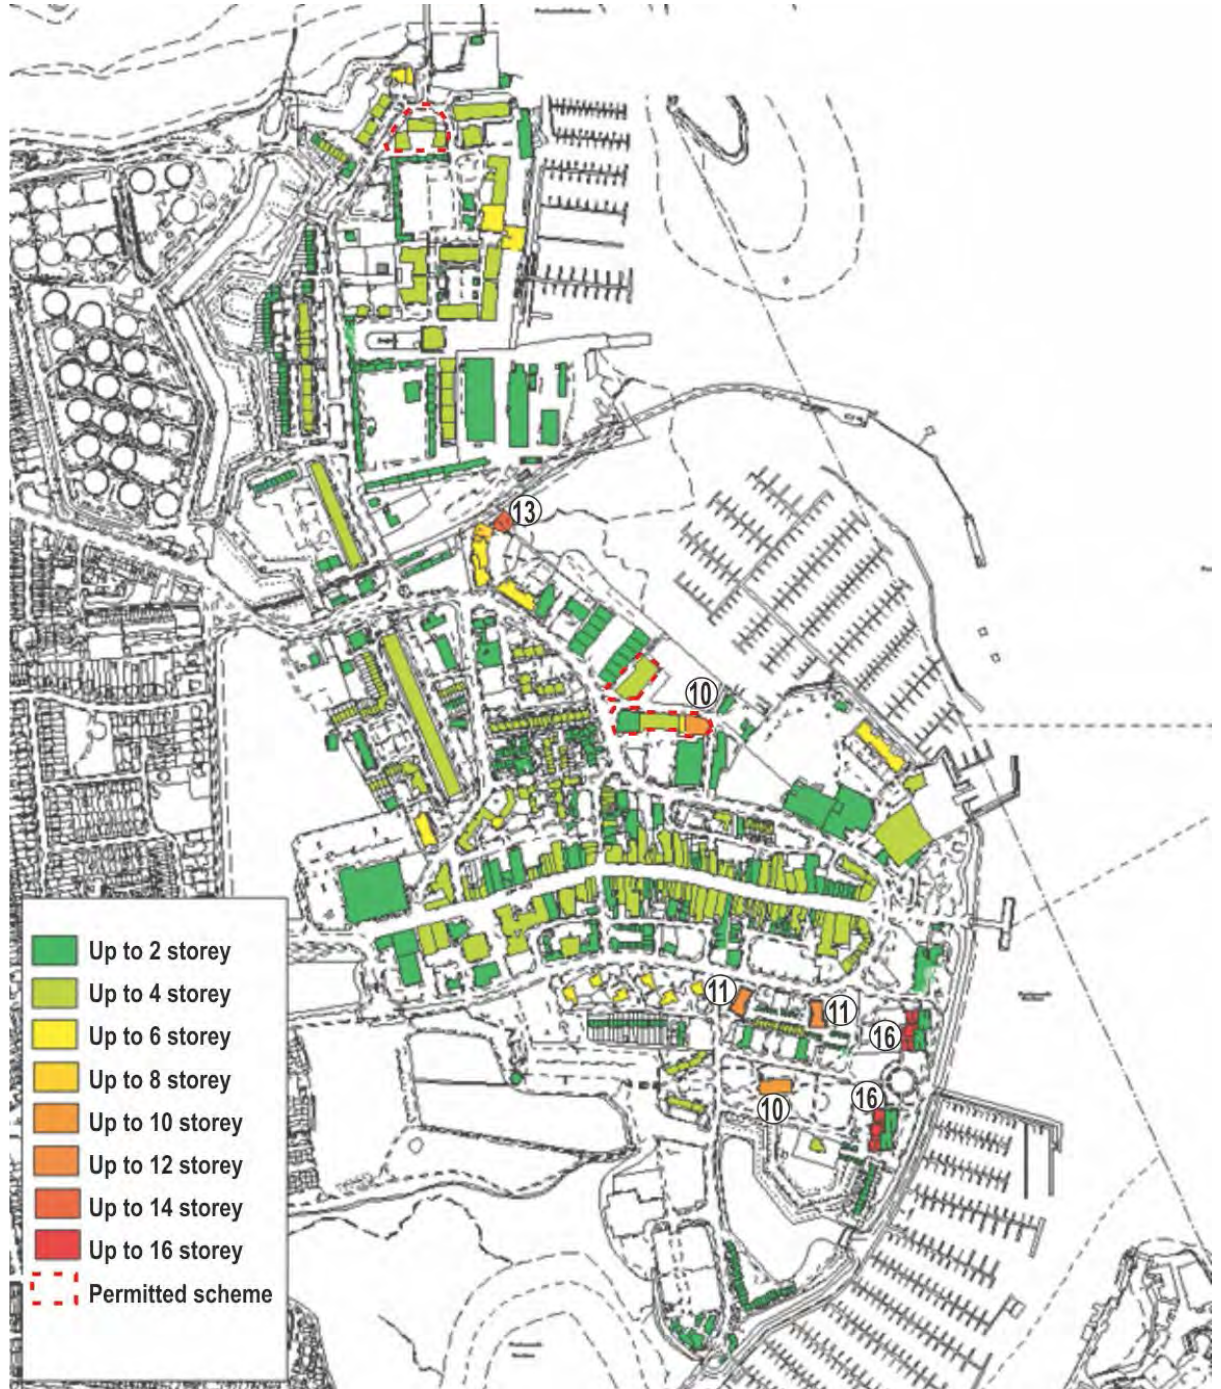 13
10
11
11
16
16
10
Up to 2 storey
Up to 4 storey
Up to 6 storey
Up to 8 storey
Up to 10 storey
Up to 12 storey
Up to 14 storey
Up to 16 storey
Permitted scheme